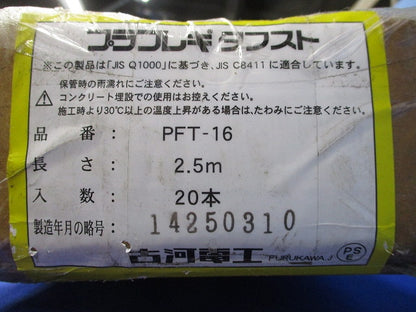 プラフレキ タフスト
※この製品は「JIS Q1000」に基づき、JIS C8411に適合しています。
保管時の雨濡れにご注意ください。
コンクリート埋設での使用はご注意ください。
施工時より30℃以上の温度上昇がある場合は、たわみにご注意ください。
品番: PFT-16
長さ: 2.5m
入数: 20本
製造年月の略号: 14250310
古河電工 FURUKAWA.J PSE